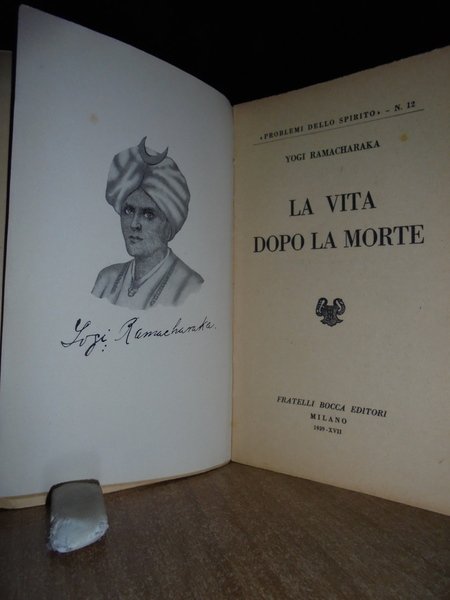 Yogi Ramacharaka.
«PROBLEMI DELLO SPIRITO» - N. 12
YOGI RAMACHARAKA
LA VITA
DOPO LA MORTE
FRATELLI BOCCA EDITORI
MILANO
1939-XVII